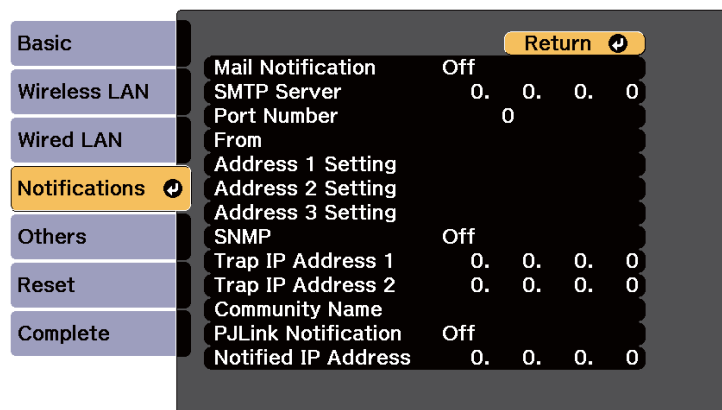 Basic
Wireless LAN
Wired LAN
Notifications
Others
Reset
Complete
Return
Mail Notification Off
SMTP Server 0. 0. 0. 0
Port Number 0
From
Address 1 Setting
Address 2 Setting
Address 3 Setting
SNMP Off
Trap IP Address 1 0. 0. 0. 0
Trap IP Address 2 0. 0. 0. 0
Community Name
PJLink Notification Off
Notified IP Address 0. 0. 0. 0